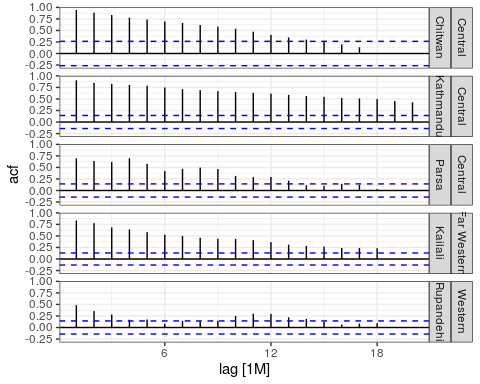 1.00
0.75
0.50
0.25
0.00
-0.25
Chitwan
Central
1.00
0.75
0.50
0.25
0.00
-0.25
Kathmandu
Central
1.00
0.75
0.50
0.25
0.00
-0.25
Parsa
Central
1.00
0.75
0.50
0.25
0.00
-0.25
Kailali
Far Western
1.00
0.75
0.50
0.25
0.00
-0.25
Rupandehi
Western
acf
6
12
18
lag [1M]